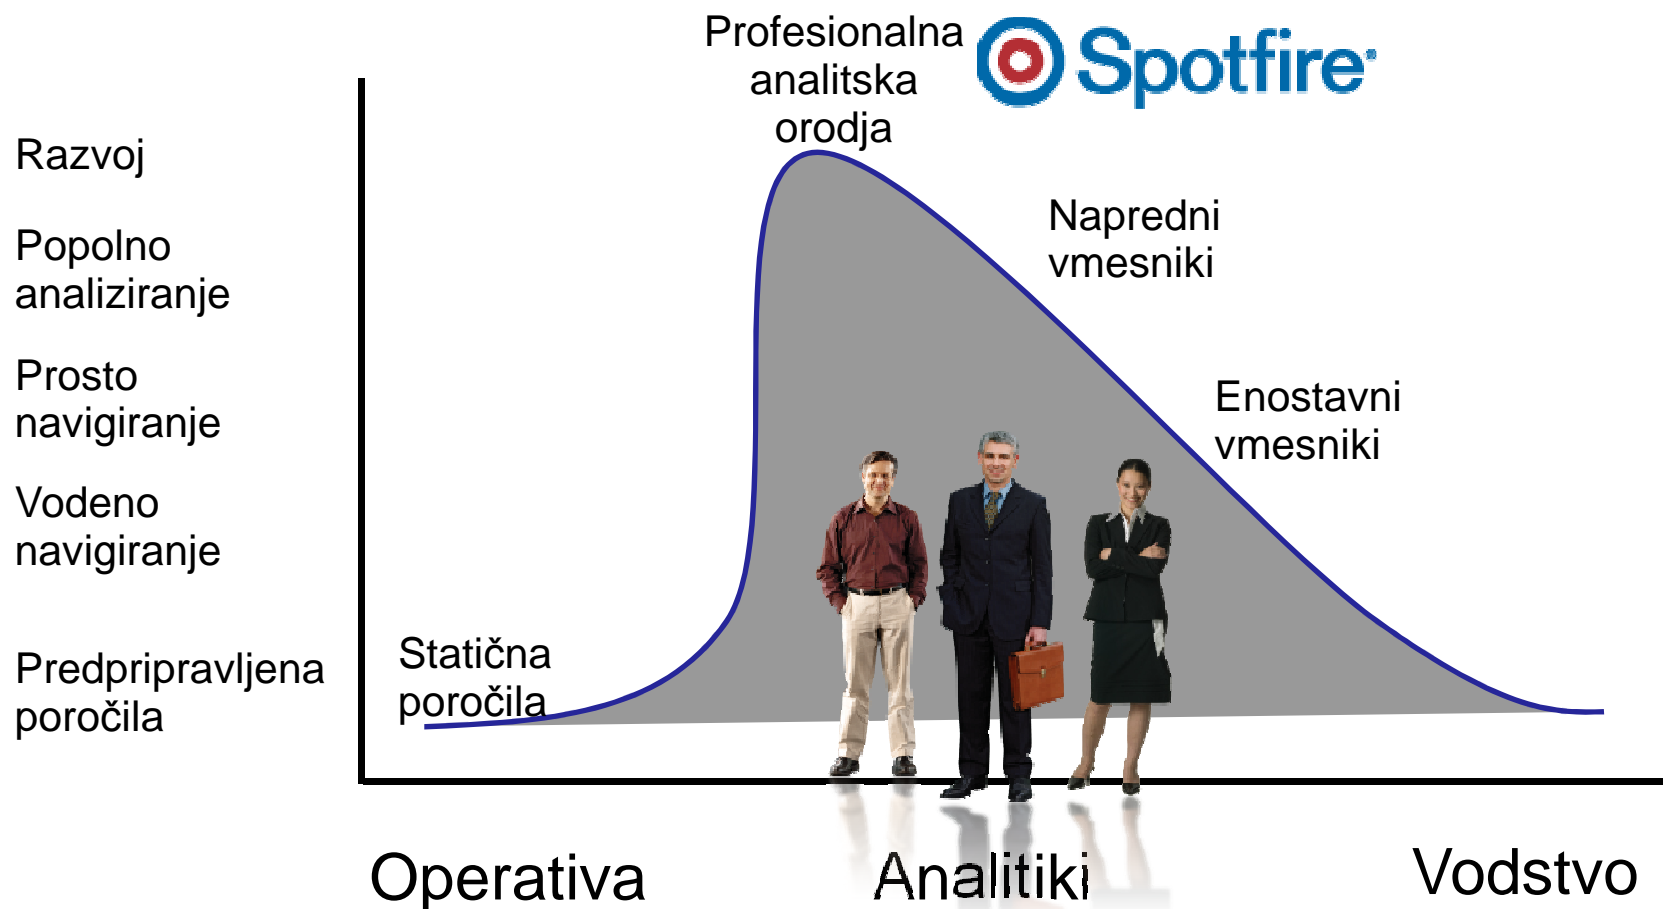 Profesionalna
analitska
orodja
Spotfire
Razvoj
Popolno
analiziranje
Prosto
navigiranje
Vodeno
navigiranje
Predpripravljena
poročila
Napredni
vmesniki
Enostavni
vmesniki
Statična
poročila
Operativa
Analitiki
Vodstvo